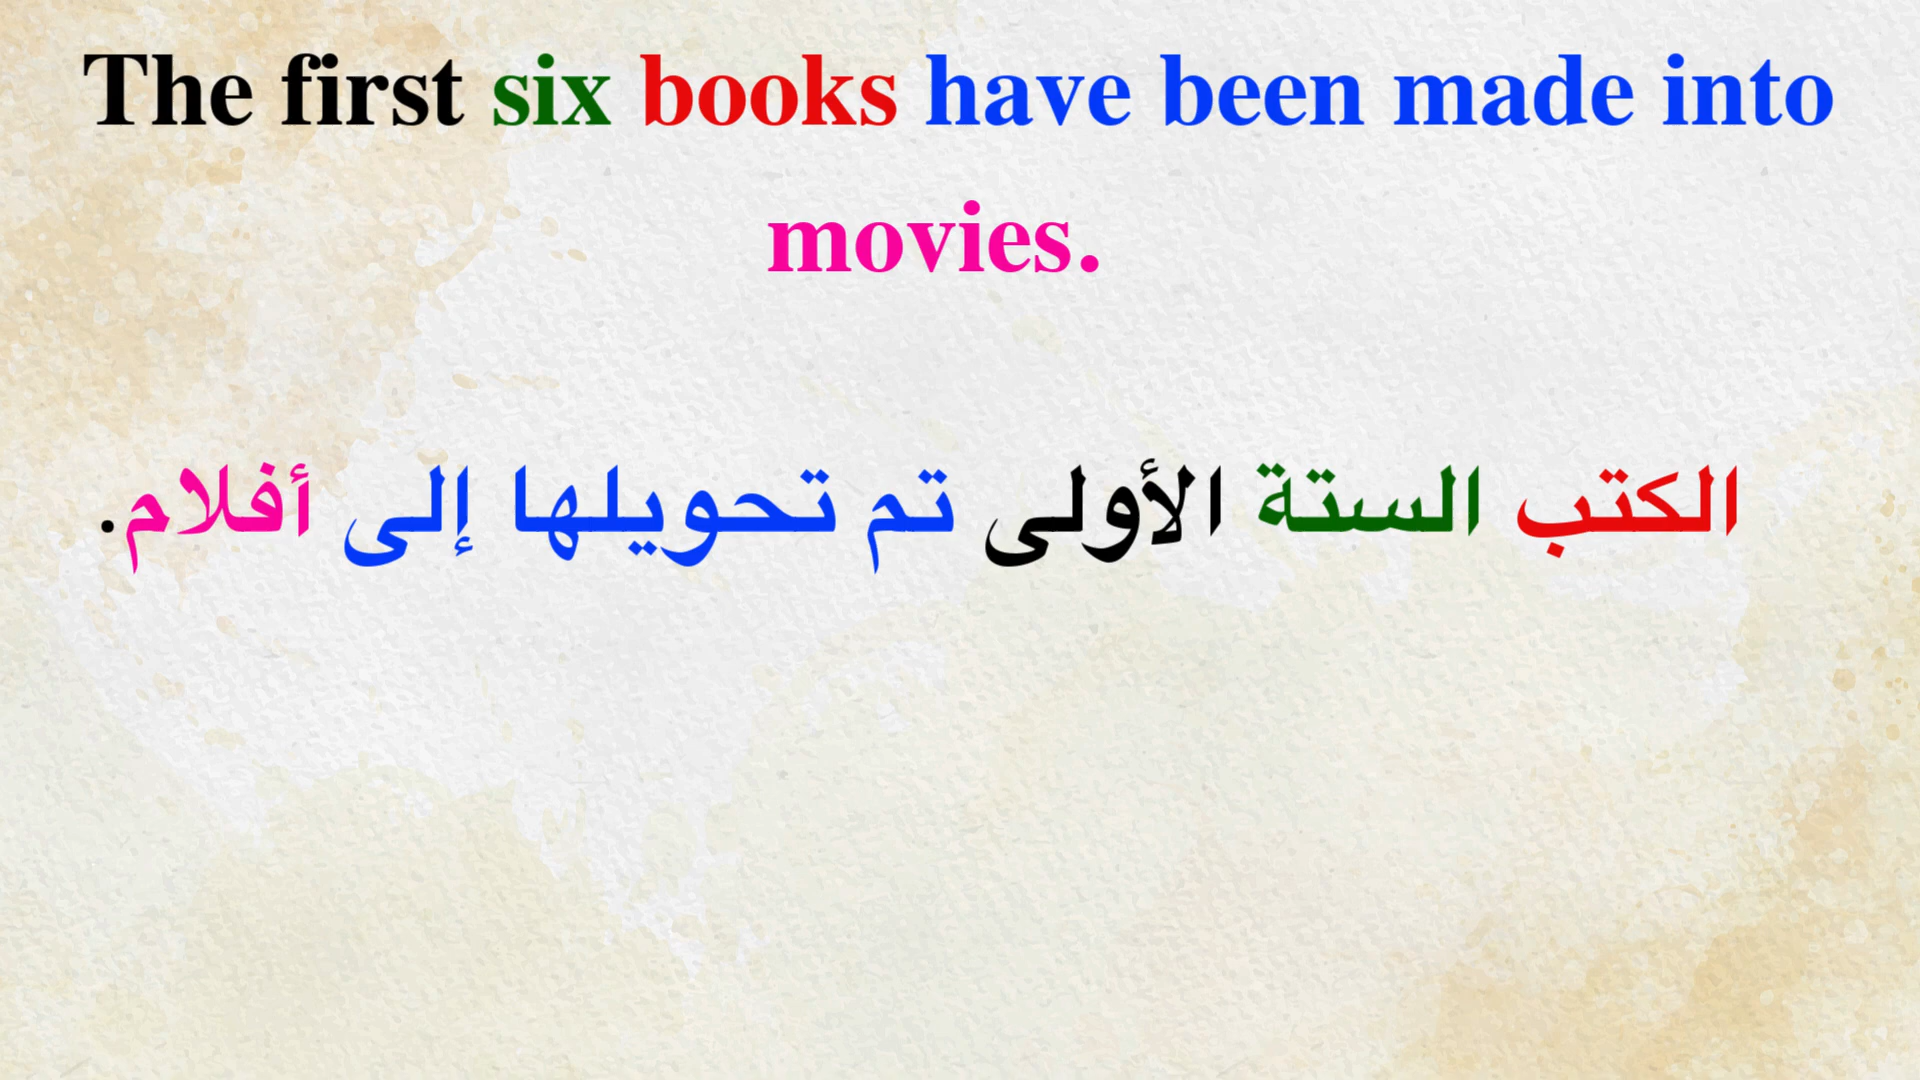 The first six books have been made into
movies.
الكتب الستة الأولى تم تحويلها إلى أفلام.